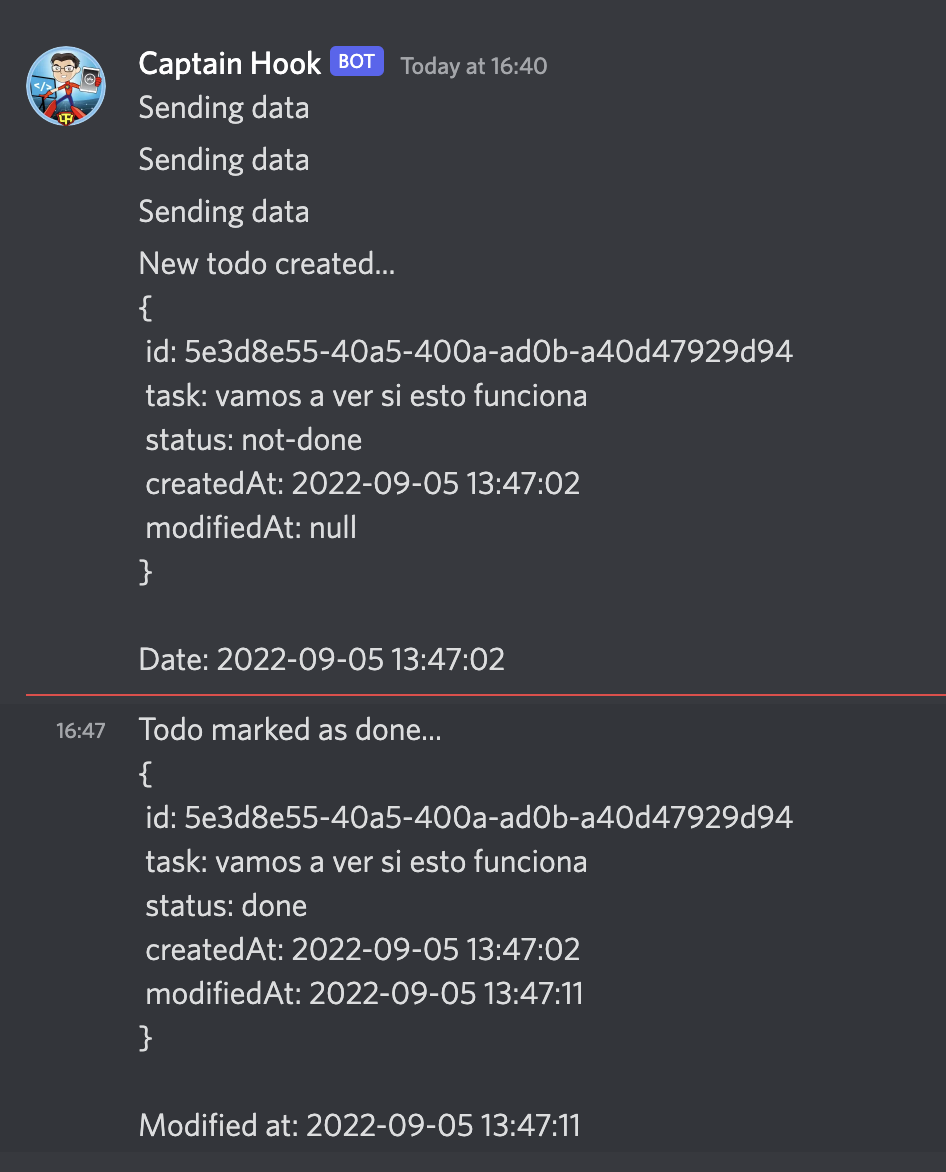 Captain Hook BOT Today at 16:40
Sending data
Sending data
Sending data
New todo created...
{
id: 5e3d8e55-40a5-400a-ad0b-a40d47929d94
task: vamos a ver si esto funciona
status: not-done
createdAt: 2022-09-05 13:47:02
modifiedAt: null
}
Date: 2022-09-05 13:47:02
16:47 Todo marked as done...
{
id: 5e3d8e55-40a5-400a-ad0b-a40d47929d94
task: vamos a ver si esto funciona
status: done
createdAt: 2022-09-05 13:47:02
modifiedAt: 2022-09-05 13:47:11
}
Modified at: 2022-09-05 13:47:11